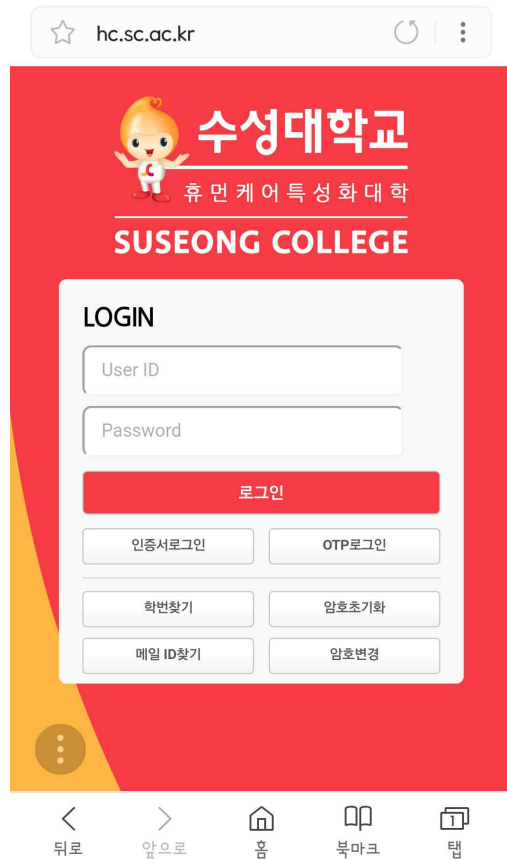 hc.sc.ac.kr
수성대학교
휴먼케어특성화대학
SUSEONG COLLEGE
LOGIN
User ID
Password
로그인
인증서로그인 OTP로그인
학번찾기 암호초기화
메일 ID찾기 암호변경
1
뒤로 앞으로 홈 북마크 탭